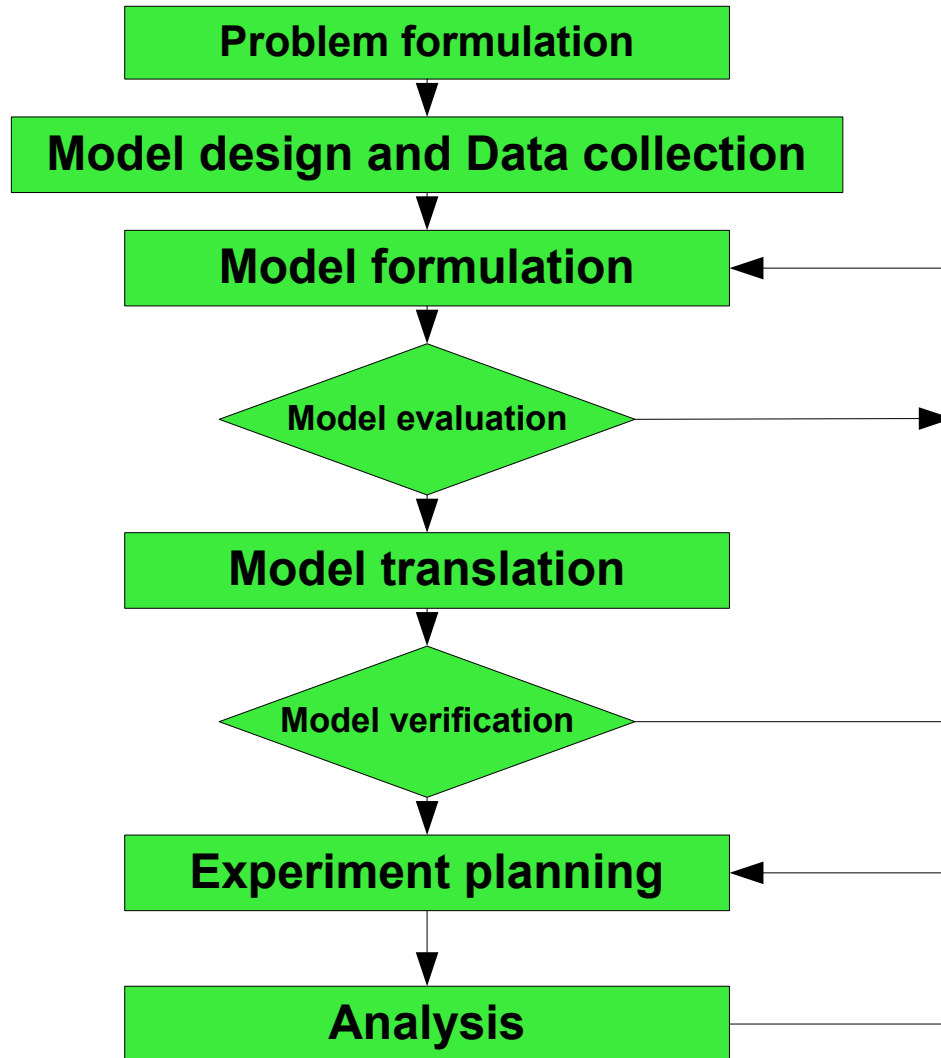 Problem formulation
Model design and Data collection
Model formulation
Model evaluation
Model translation
Model verification
Experiment planning
Analysis